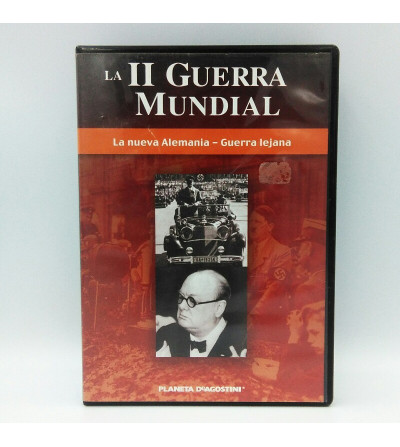 LA II GUERRA
MUNDIAL
La nueva Alemania – Guerra lejana
PLANETA DEAGOSTINI